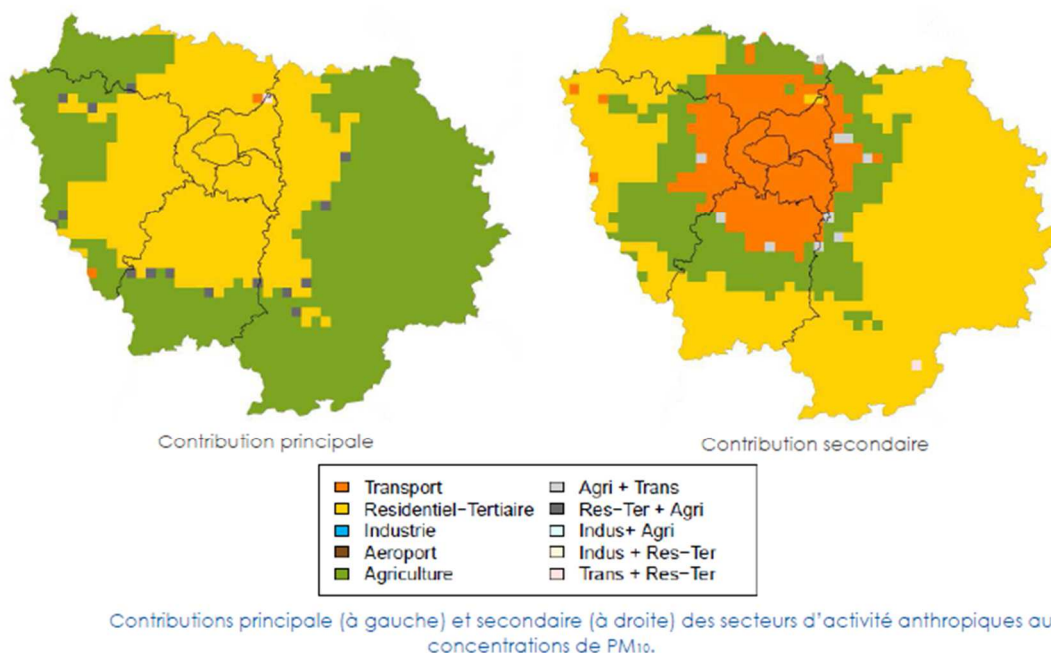 Contribution principale
Contribution secondaire
Transport
Residentiel-Tertiaire
Industrie
Aeroport
Agriculture
Agri + Trans
Res-Ter + Agri
Indus+ Agri
Indus + Res-Ter
Trans + Res-Ter
Contributions principale (à gauche) et secondaire (à droite) des secteurs d'activité anthropiques au
concentrations de PM₁₀.